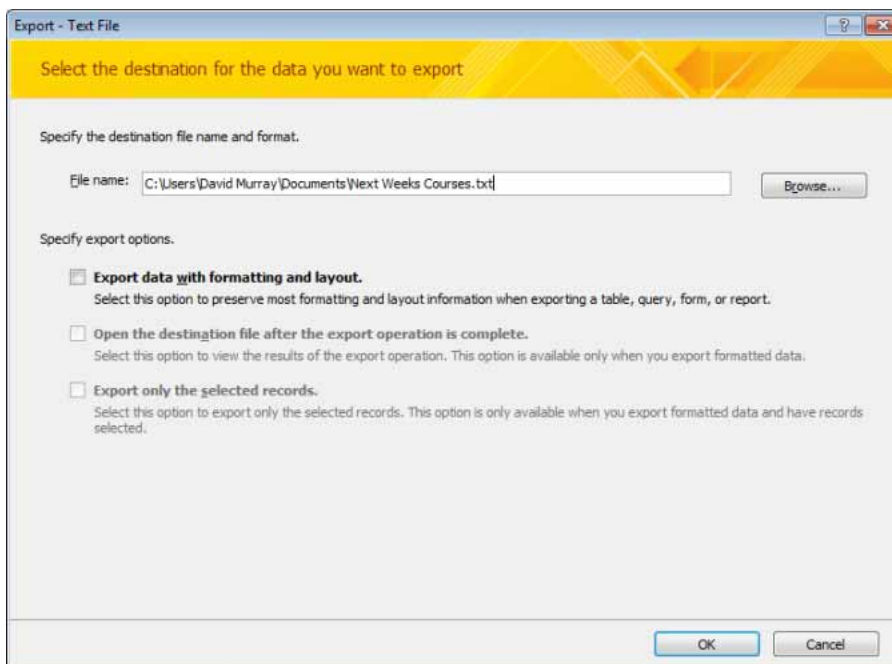 Export - Text File
Select the destination for the data you want to export
Specify the destination file name and format.
File name: C:\Users\David Murray\Documents\Next Weeks Courses.txt Browse...
Specify export options.
Export data with formatting and layout.
Select this option to preserve most formatting and layout information when exporting a table, query, form, or report.
Open the destination file after the export operation is complete.
Select this option to view the results of the export operation. This option is available only when you export formatted data.
Export only the selected records.
Select this option to export only the selected records. This option is only available when you export formatted data and have records
selected.
OK Cancel